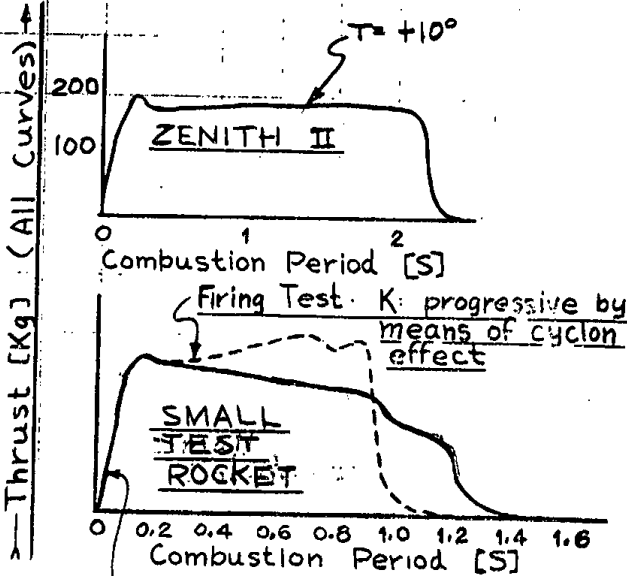 Thrust [Kg] (All Curves)
T= +10°
200
100
ZENITH II
0 1 2
Combustion Period [S]
Firing Test. K: progressive by
means of cyclon
effect
SMALL
TEST
ROCKET
0 0.2 0.4 0.6 0.8 1.0 1.2 1.4 1.6
Combustion Period [S]